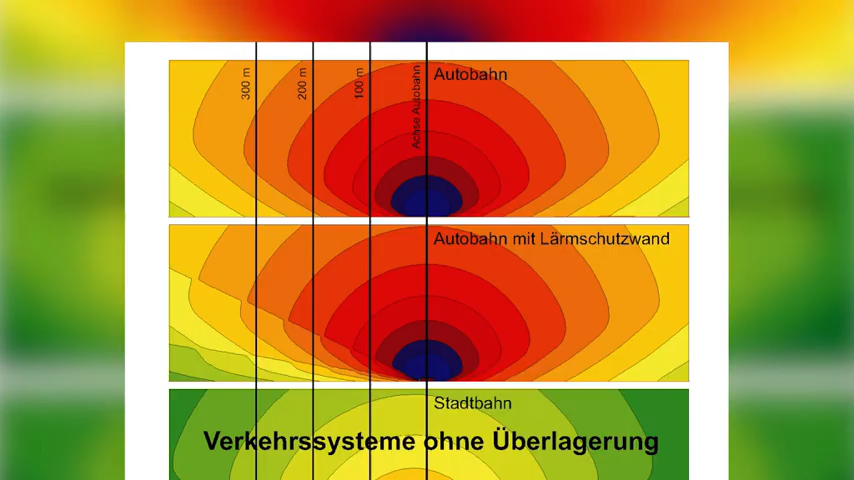 300 m
200 m
100 m
Achse Autobahn
Autobahn
Autobahn mit Lärmschutzwand
Stadtbahn
Verkehrssysteme ohne Überlagerung